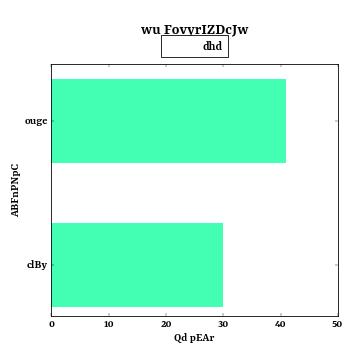 wu FovyrIZDcJw
dhd
ouge
clBy
ABFnPNpC
0 10 20 30 40 50
Qd pEAr